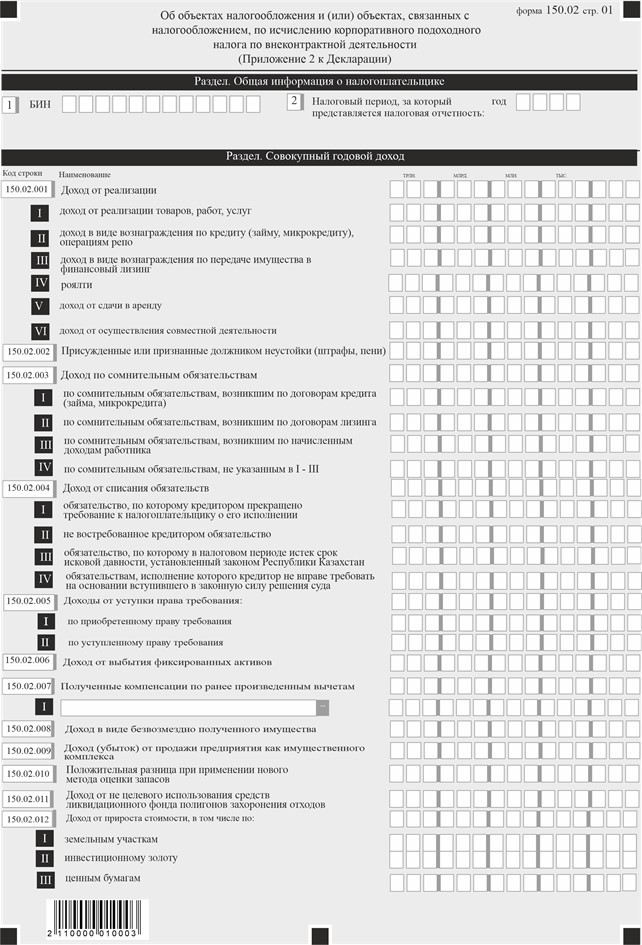 форма 150.02 стр. 01
Об объектах налогообложения и (или) объектах, связанных с
налогообложением, по исчислению корпоративного подоходного
налога по внеконтрактной деятельности
(Приложение 2 к Декларации)
Раздел. Общая информация о налогоплательщике
1 БИН
2 Налоговый период, за который год
представляется налоговая отчетность:
Раздел. Совокупный годовой доход
Код строки Наименование трлн. млрд. млн. тыс.
150.02.001 Доход от реализации
I доход от реализации товаров, работ, услуг
II доход в виде вознаграждения по кредиту (займу, микрокредиту),
операциям репо
III доход в виде вознаграждения по передаче имущества в
финансовый лизинг
IV роялти
V доход от сдачи в аренду
VI доход от осуществления совместной деятельности
150.02.002 Присужденные или признанные должником неустойки (штрафы, пени)
150.02.003 Доход по сомнительным обязательствам
I по сомнительным обязательствам, возникшим по договорам кредита
(займа, микрокредита)
II по сомнительным обязательствам, возникшим по договорам лизинга
III по сомнительным обязательствам, возникшим по начисленным
доходам работника
IV по сомнительным обязательствам, не указанным в I - III
150.02.004 Доход от списания обязательств
I обязательство, по которому кредитором прекращено
требование к налогоплательщику о его исполнении
II не востребованное кредитором обязательство
III обязательство, по которому в налоговом периоде истек срок
исковой давности, установленный законом Республики Казахстан
IV обязательствам, исполнение которого кредитор не вправе требовать
на основании вступившего в законную силу решения суда
150.02.005 Доходы от уступки права требования:
I по приобретенному праву требования
II по уступленному праву требования
150.02.006 Доход от выбытия фиксированных активов
150.02.007 Полученные компенсации по ранее произведенным вычетам
I
150.02.008 Доход в виде безвозмездно полученного имущества
150.02.009 Доход (убыток) от продажи предприятия как имущественного
комплекса
150.02.010 Положительная разница при применении нового
метода оценки запасов
150.02.011 Доход от не целевого использования средств
ликвидационного фонда полигонов захоронения отходов
150.02.012 Доход от прироста стоимости, в том числе по:
I земельным участкам
II инвестиционному золоту
III ценным бумагам
2 110000 010003